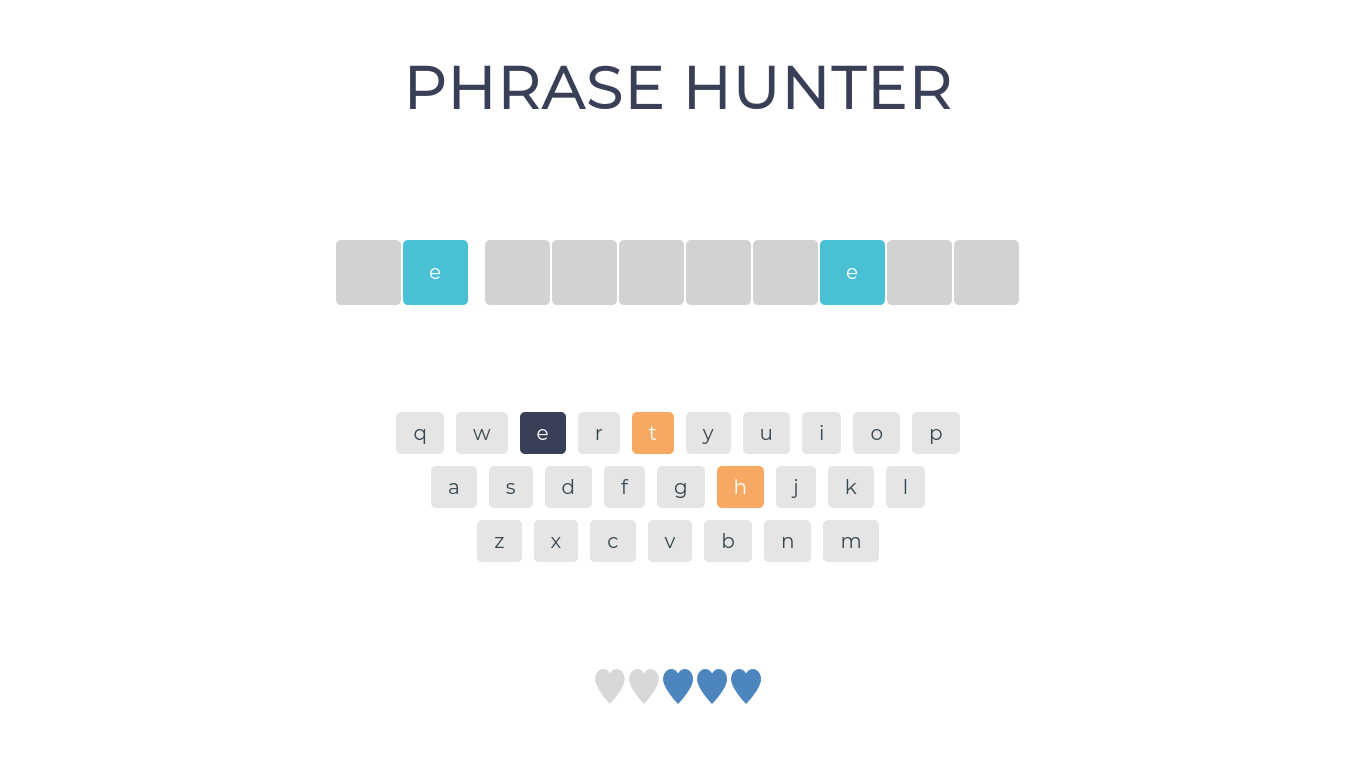 PHRASE HUNTER
e e
q w e r t y u i o p
a s d f g h j k l
z x c v b n m